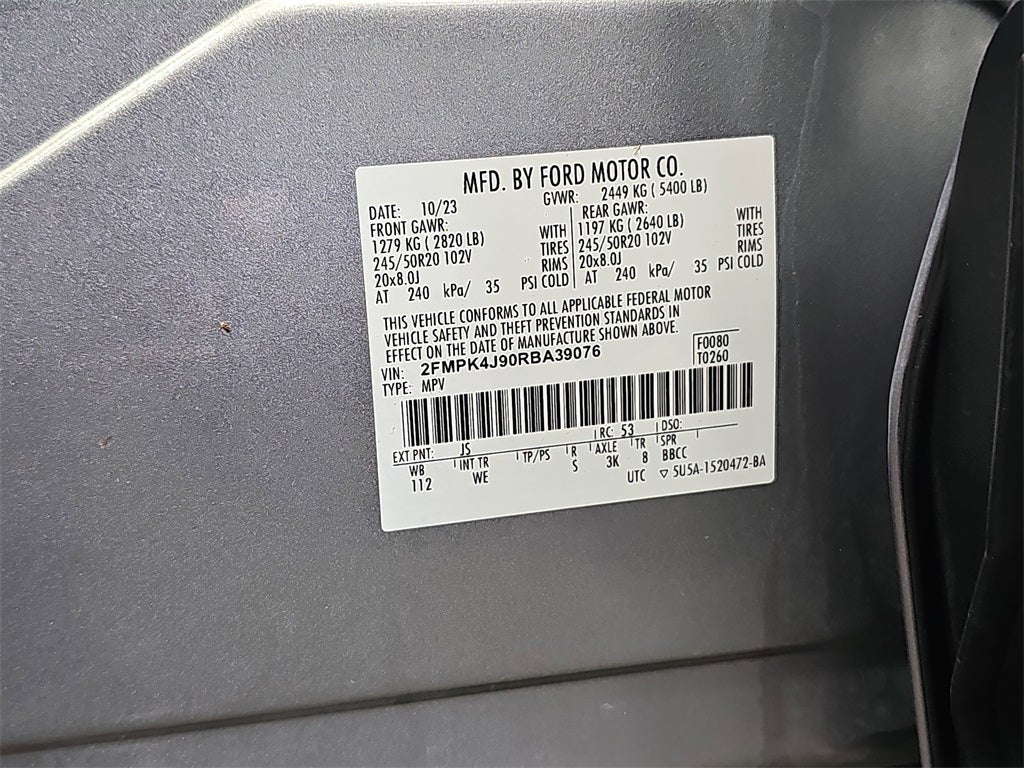 MFD. BY FORD MOTOR CO.
DATE: 10/23 GVWR: 2449 KG ( 5400 LB)
FRONT GAWR: REAR GAWR:
1279 KG ( 2820 LB) WITH 1197 KG ( 2640 LB) WITH
245/50R20 102V TIRES 245/50R20 102V TIRES
20x8.0J RIMS 20x8.0J RIMS
AT 240 kPa/ 35 PSI COLD AT 240 kPa/ 35 PSI COLD
THIS VEHICLE CONFORMS TO ALL APPLICABLE FEDERAL MOTOR
VEHICLE SAFETY AND THEFT PREVENTION STANDARDS IN
EFFECT ON THE DATE OF MANUFACTURE SHOWN ABOVE.
VIN: 2FMPK4J90RBA39076 F0080
TYPE: MPV T0260
EXT PNT: JS RC: 53 DSO:
WB INT TR TP/PS R AXLE TR SPR
112 WE S 3K 8 BBCC
UTC ▽ 5U5A-1520472-BA